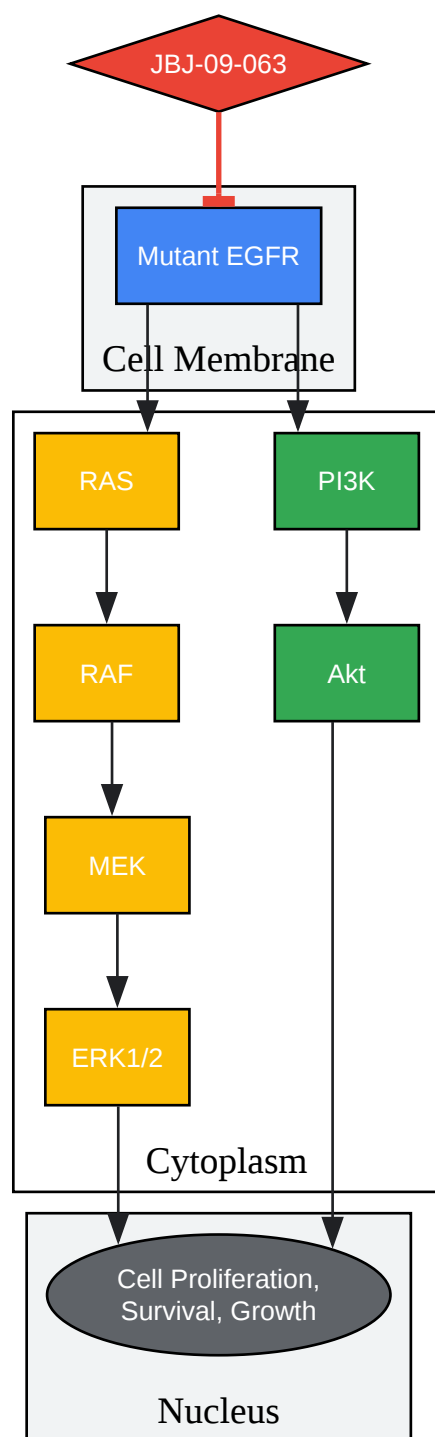 JBJ-09-063
Mutant EGFR
Cell Membrane
RAS
PI3K
RAF
Akt
MEK
ERK1/2
Cytoplasm
Cell Proliferation,
Survival, Growth
Nucleus